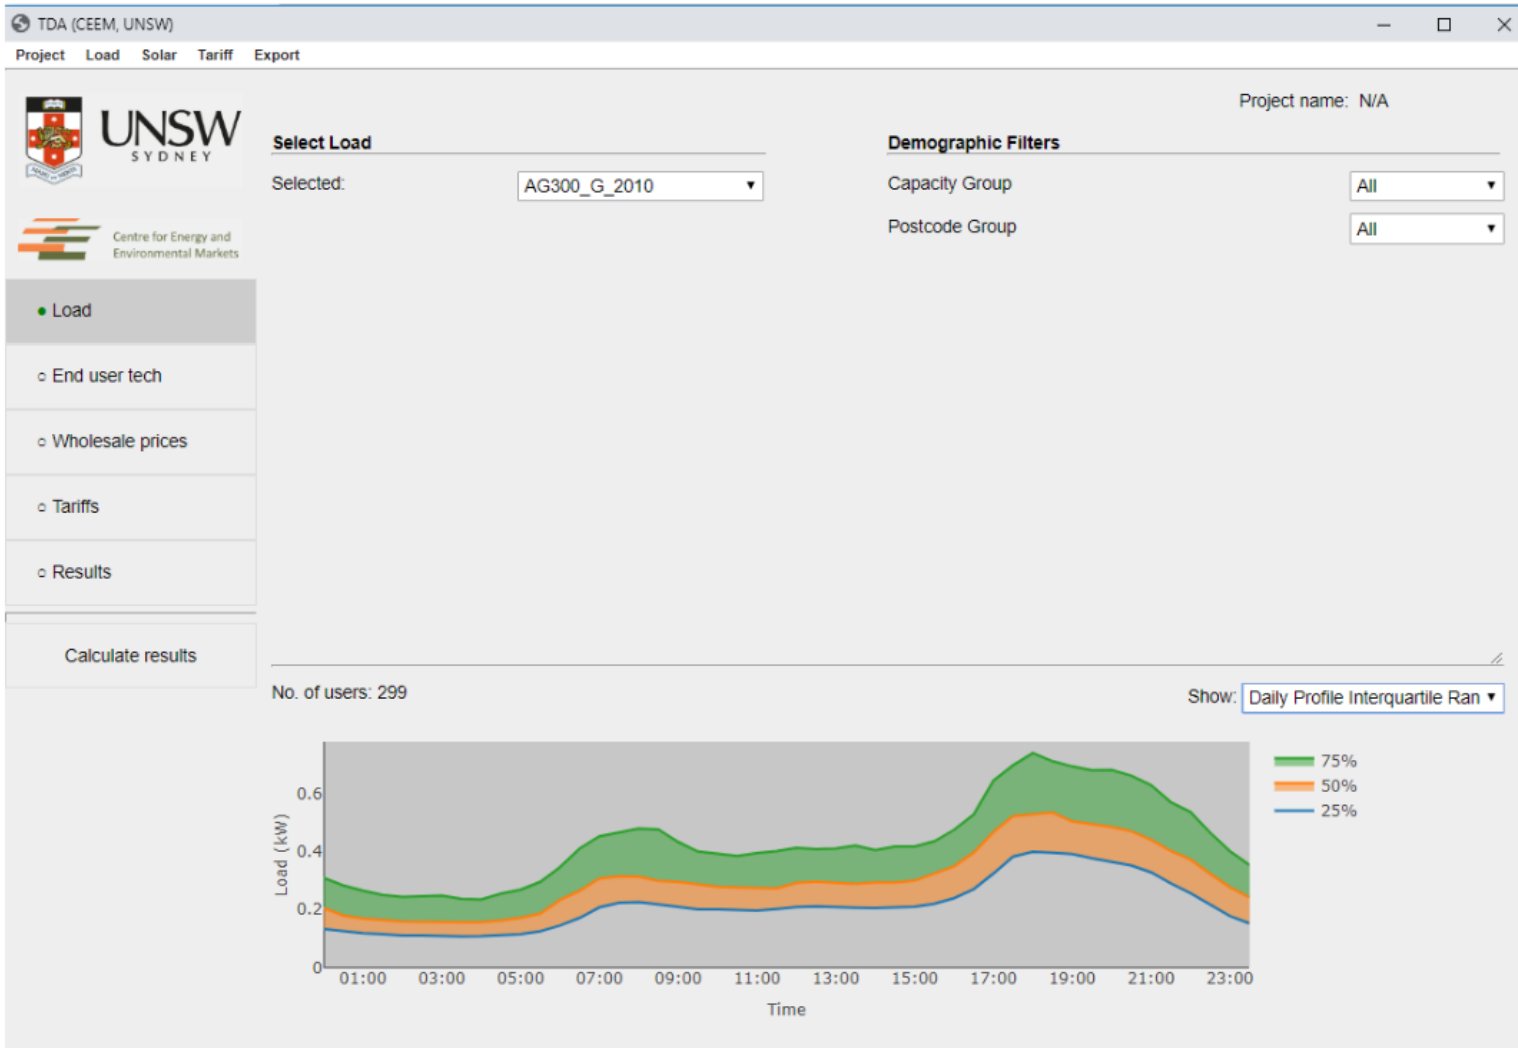 TDA (CEEM, UNSW)
Project Load Solar Tariff Export
UNSW
SYDNEY
Project name: N/A
Select Load
Demographic Filters
Selected: AG300_G_2010
Capacity Group All
Postcode Group All
Centre for Energy and
Environmental Markets
Load
End user tech
Wholesale prices
Tariffs
Results
Calculate results
No. of users: 299
Show: Daily Profile Interquartile Ran
75%
50%
25%
Load (kW)
0.6
0.4
0.2
0
01:00 03:00 05:00 07:00 09:00 11:00 13:00 15:00 17:00 19:00 21:00 23:00
Time